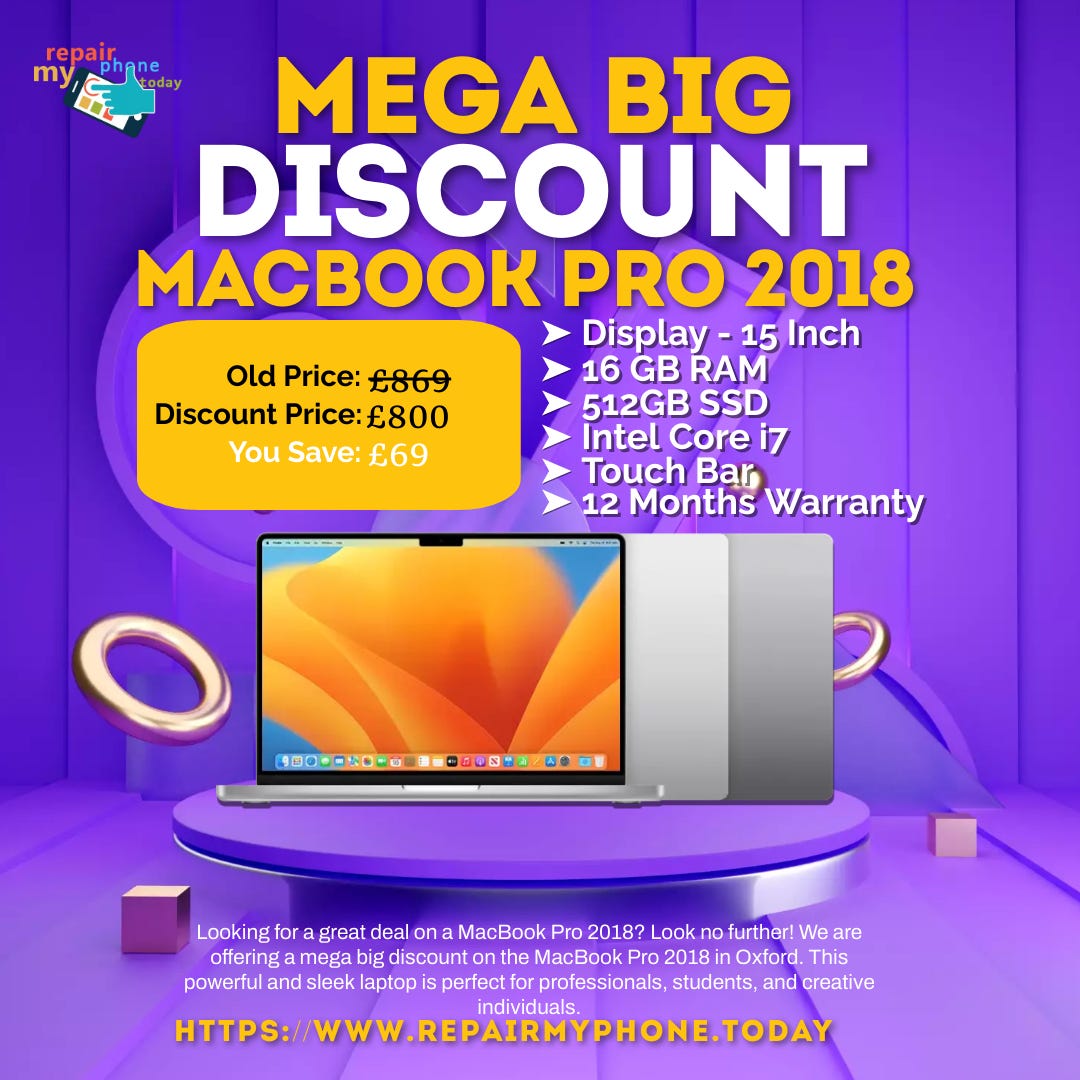 repair
my phone
today
MEGA BIG
DISCOUNT
MACBOOK PRO 2018
Old Price: £869
Discount Price: £800
You Save: £69
➤ Display - 15 Inch
➤ 16 GB RAM
➤ 512GB SSD
➤ Intel Core i7
➤ Touch Bar
➤ 12 Months Warranty
Looking for a great deal on a MacBook Pro 2018? Look no further! We are
offering a mega big discount on the MacBook Pro 2018 in Oxford. This
powerful and sleek laptop is perfect for professionals, students, and creative
individuals.
HTTPS://WWW.REPAIRMYPHONE.TODAY